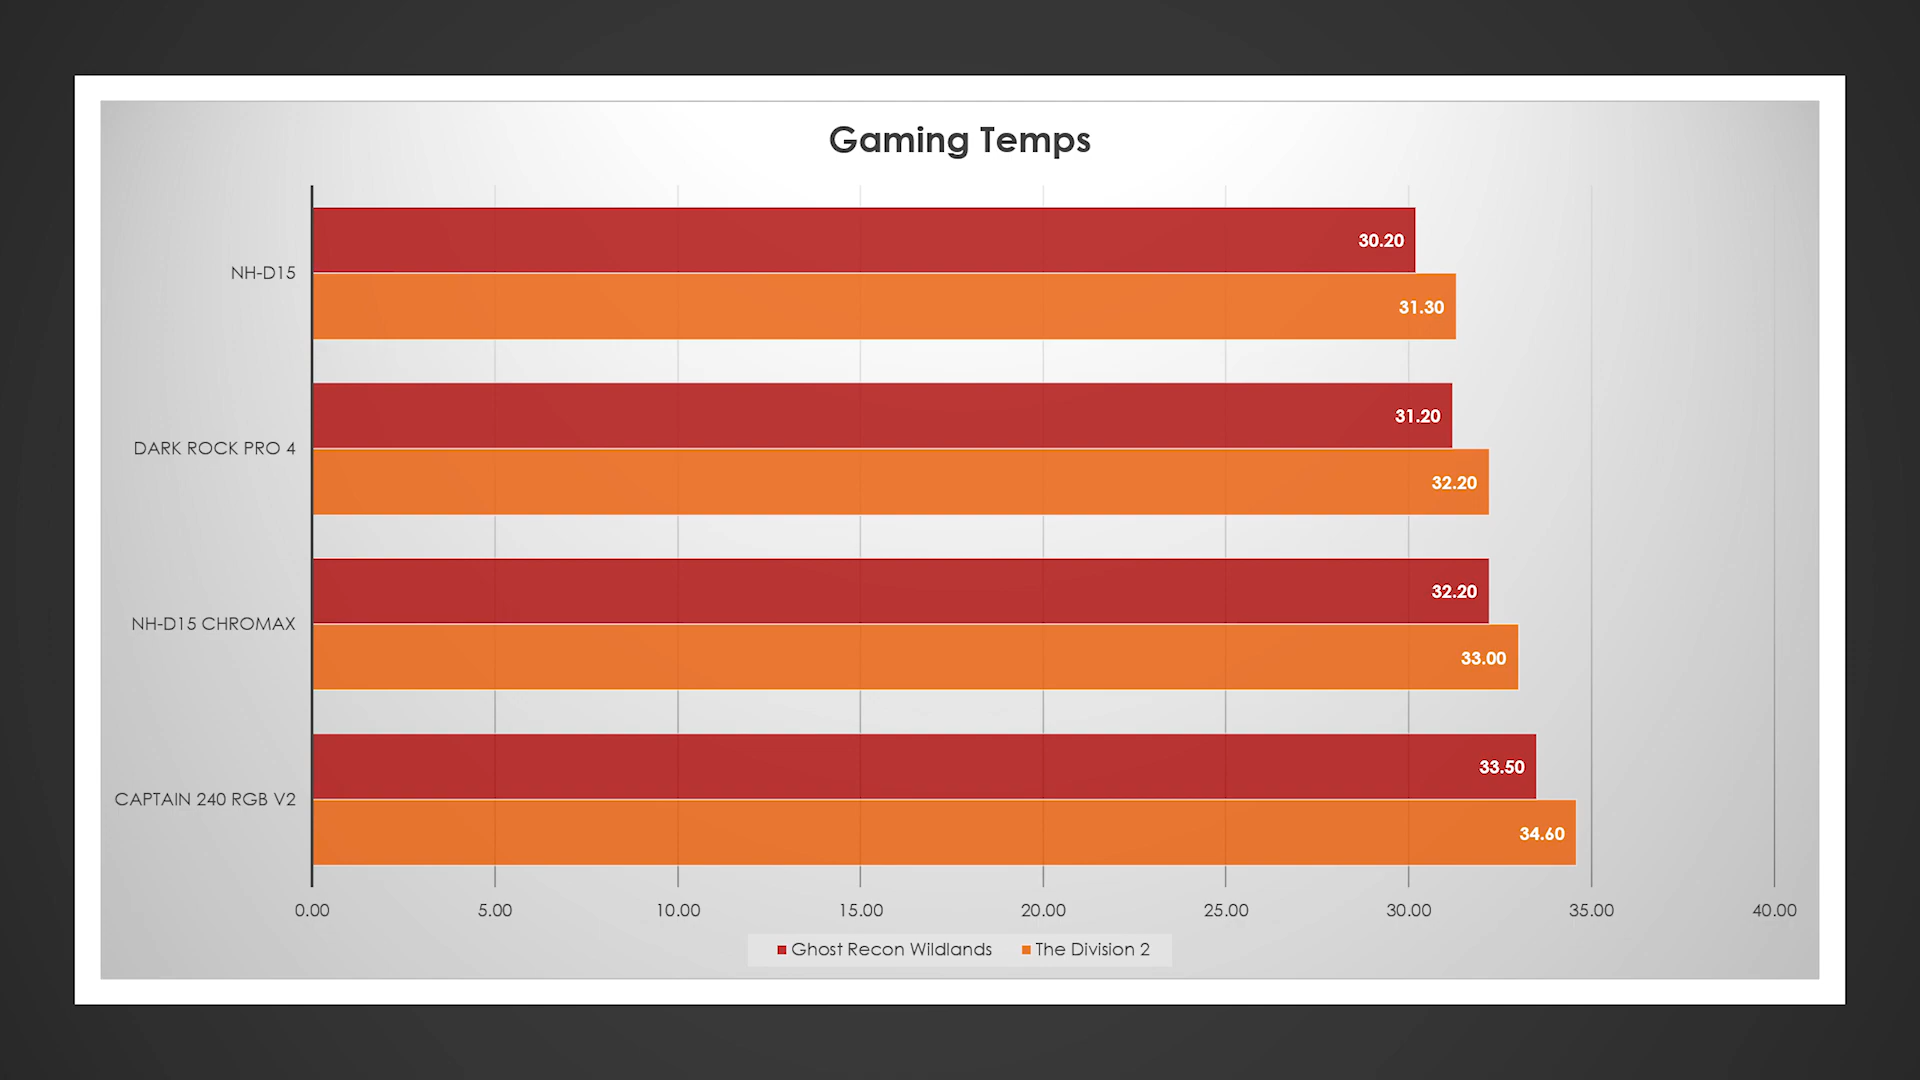 Gaming Temps
NH-D15
30.20
31.30
DARK ROCK PRO 4
31.20
32.20
NH-D15 CHROMAX
32.20
33.00
CAPTAIN 240 RGB V2
33.50
34.60
0.00 5.00 10.00 15.00 20.00 25.00 30.00 35.00 40.00
Ghost Recon Wildlands The Division 2